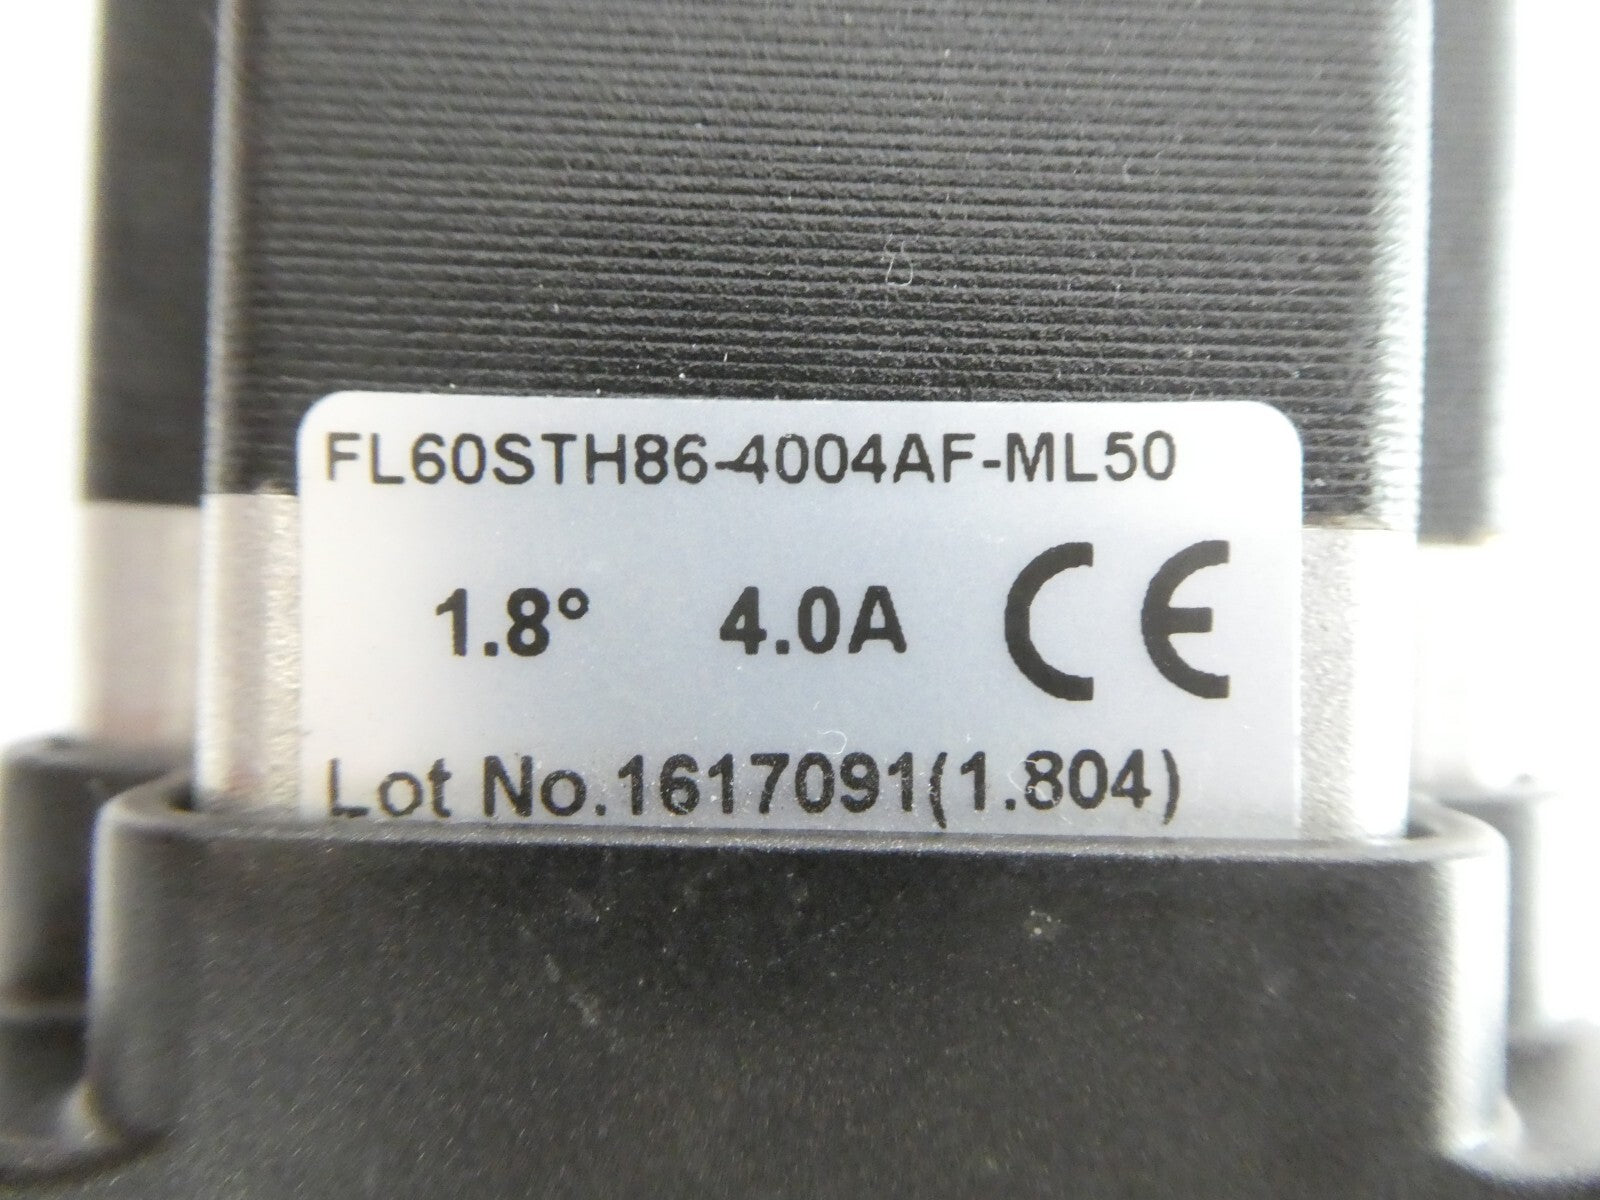 FL60STH86-4004AF-ML50
1.8° 4.0A CE
Lot No.1617091(1.804)